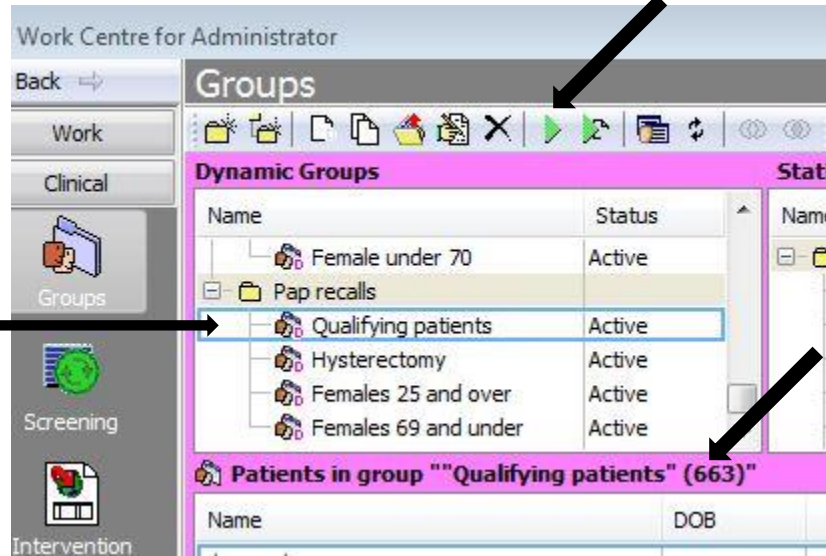 Work Centre for Administrator
Back
Groups
Work
Clinical
Groups
Screening
Intervention
Dynamic Groups
Stat
Name
Status
Name
Female under 70
Active
Pap recalls
Qualifying patients
Active
Hysterectomy
Active
Females 25 and over
Active
Females 69 and under
Active
Patients in group ""Qualifying patients" (663)"
Name
DOB